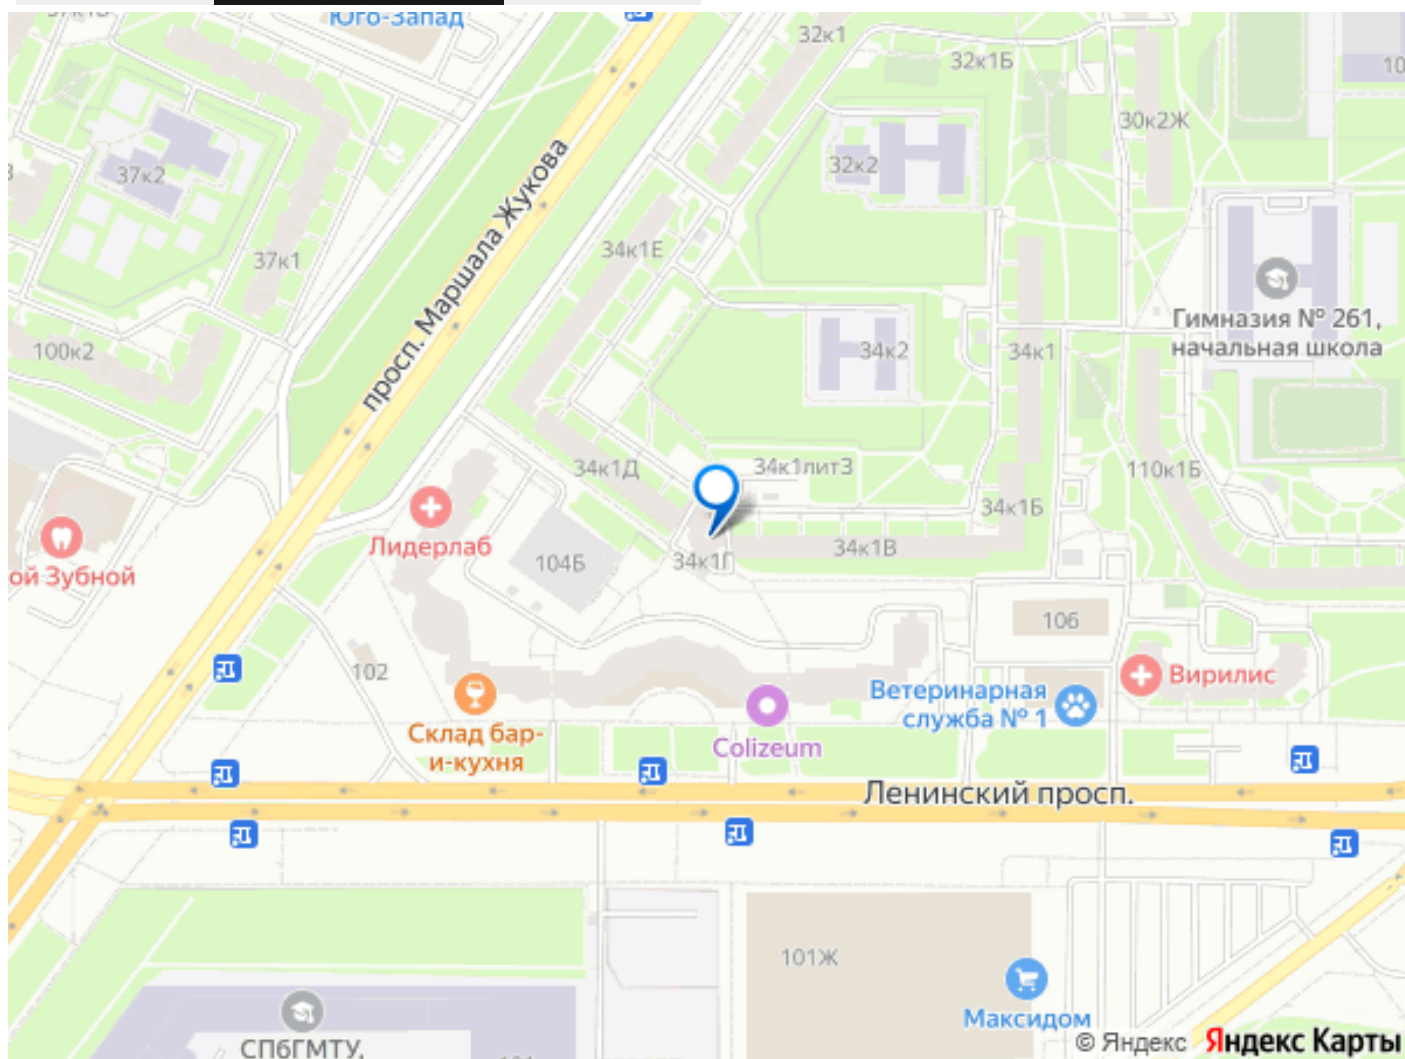 Юго-Запад
32к1
32к1Б
30к2Ж
37к2
32к2
просп. Маршала Жукова
34к1Е
37к1
Гимназия № 261,
начальная школа
100к2
34к2
34к1
34к1Д
34к1литЗ
110к1Б
34к1Б
Лидерлаб
34к1В
104Б
34к1Г
ой Зубной
106
102
Вирилис
Ветеринарная
служба № 1
Склад бар-
и-кухня
Colizeum
Ленинский просп.
101Ж
Максидом
СПбГМТУ,
© Яндекс Яндекс Карты